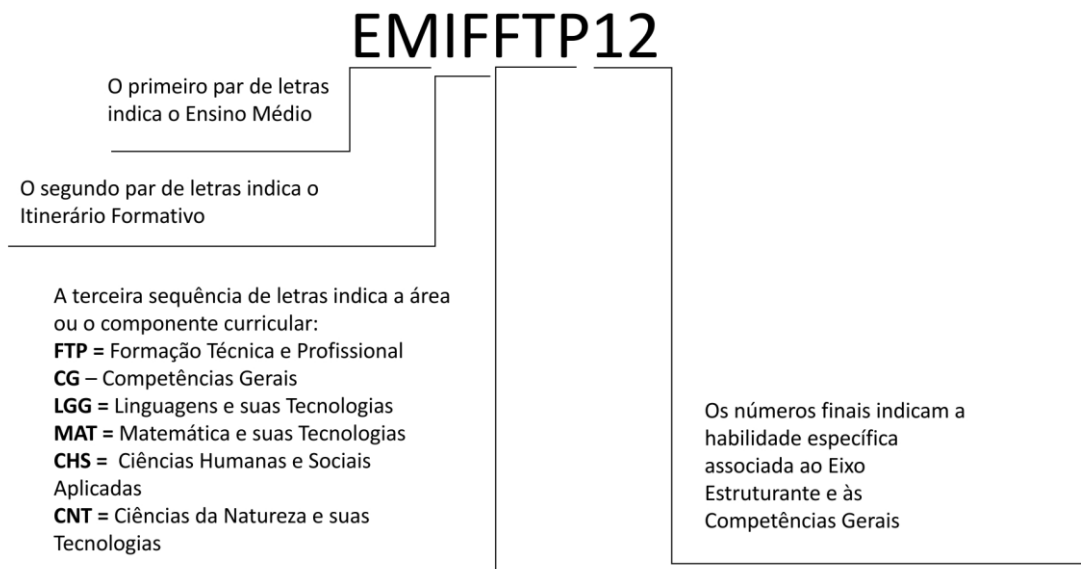 EMIFFTP12
O primeiro par de letras
indica o Ensino Médio
O segundo par de letras indica o
Itinerário Formativo
A terceira sequência de letras indica a área
ou o componente curricular:
FTP = Formação Técnica e Profissional
CG – Competências Gerais
LGG = Linguagens e suas Tecnologias
MAT = Matemática e suas Tecnologias
CHS = Ciências Humanas e Sociais
Aplicadas
CNT = Ciências da Natureza e suas
Tecnologias
Os números finais indicam a
habilidade específica
associada ao Eixo
Estruturante e às
Competências Gerais